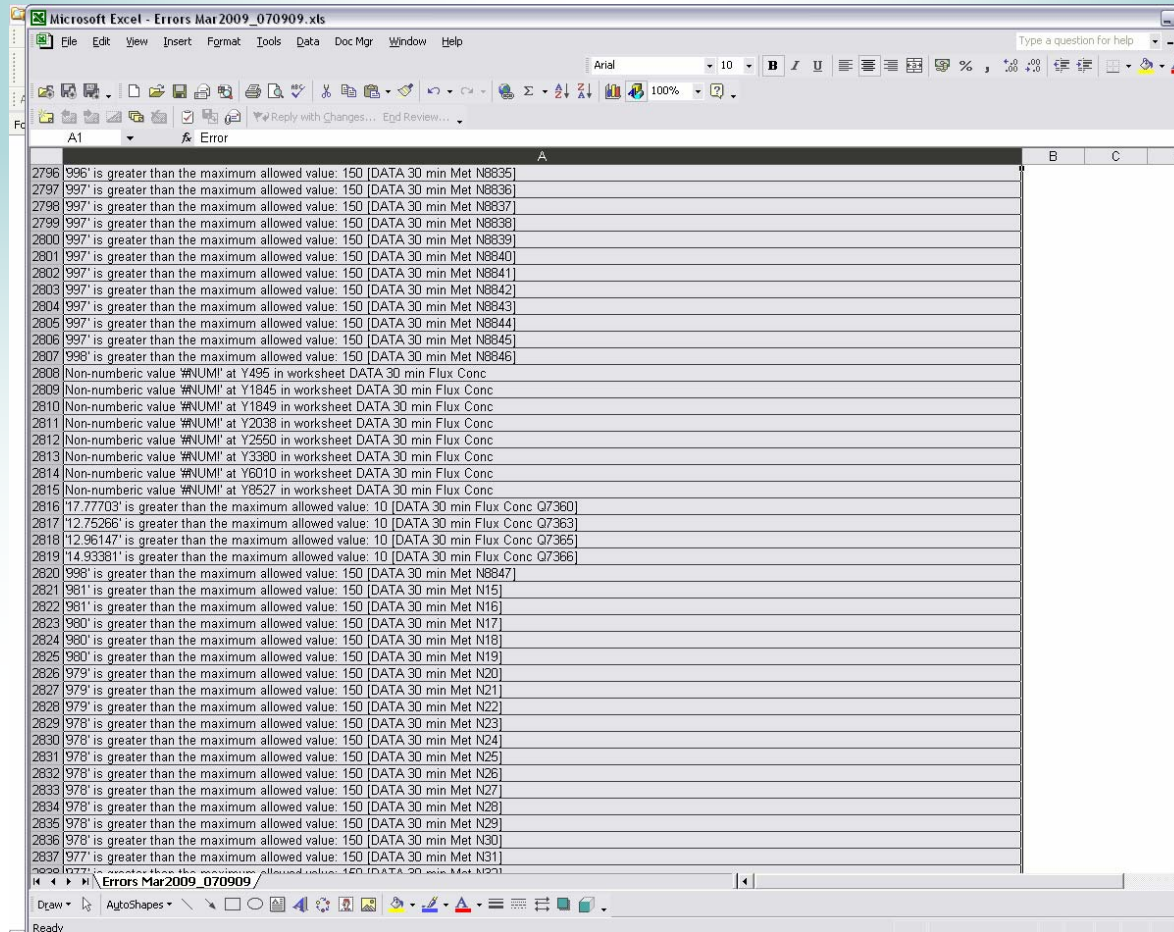 Microsoft Excel - Errors Mar2009_070909.xls
File Edit View Insert Format Tools Data Doc Mgr Window Help
Type a question for help
Arial 10 B I U % ,
Σ 100%
Reply with Changes... End Review...
A1 fx Error
A B C
2796 '996' is greater than the maximum allowed value: 150 [DATA 30 min Met N8835]
2797 '997' is greater than the maximum allowed value: 150 [DATA 30 min Met N8836]
2798 '997' is greater than the maximum allowed value: 150 [DATA 30 min Met N8837]
2799 '997' is greater than the maximum allowed value: 150 [DATA 30 min Met N8838]
2800 '997' is greater than the maximum allowed value: 150 [DATA 30 min Met N8839]
2801 '997' is greater than the maximum allowed value: 150 [DATA 30 min Met N8840]
2802 '997' is greater than the maximum allowed value: 150 [DATA 30 min Met N8841]
2803 '997' is greater than the maximum allowed value: 150 [DATA 30 min Met N8842]
2804 '997' is greater than the maximum allowed value: 150 [DATA 30 min Met N8843]
2805 '997' is greater than the maximum allowed value: 150 [DATA 30 min Met N8844]
2806 '997' is greater than the maximum allowed value: 150 [DATA 30 min Met N8845]
2807 '998' is greater than the maximum allowed value: 150 [DATA 30 min Met N8846]
2808 Non-numberic value '#NUM!' at Y495 in worksheet DATA 30 min Flux Conc
2809 Non-numberic value '#NUM!' at Y1845 in worksheet DATA 30 min Flux Conc
2810 Non-numberic value '#NUM!' at Y1849 in worksheet DATA 30 min Flux Conc
2811 Non-numberic value '#NUM!' at Y2038 in worksheet DATA 30 min Flux Conc
2812 Non-numberic value '#NUM!' at Y2550 in worksheet DATA 30 min Flux Conc
2813 Non-numberic value '#NUM!' at Y3380 in worksheet DATA 30 min Flux Conc
2814 Non-numberic value '#NUM!' at Y6010 in worksheet DATA 30 min Flux Conc
2815 Non-numberic value '#NUM!' at Y8527 in worksheet DATA 30 min Flux Conc
2816 '17.77703' is greater than the maximum allowed value: 10 [DATA 30 min Flux Conc Q7360]
2817 '12.75266' is greater than the maximum allowed value: 10 [DATA 30 min Flux Conc Q7363]
2818 '12.96147' is greater than the maximum allowed value: 10 [DATA 30 min Flux Conc Q7365]
2819 '14.93381' is greater than the maximum allowed value: 10 [DATA 30 min Flux Conc Q7366]
2820 '998' is greater than the maximum allowed value: 150 [DATA 30 min Met N8847]
2821 '981' is greater than the maximum allowed value: 150 [DATA 30 min Met N15]
2822 '981' is greater than the maximum allowed value: 150 [DATA 30 min Met N16]
2823 '980' is greater than the maximum allowed value: 150 [DATA 30 min Met N17]
2824 '980' is greater than the maximum allowed value: 150 [DATA 30 min Met N18]
2825 '980' is greater than the maximum allowed value: 150 [DATA 30 min Met N19]
2826 '979' is greater than the maximum allowed value: 150 [DATA 30 min Met N20]
2827 '979' is greater than the maximum allowed value: 150 [DATA 30 min Met N21]
2828 '979' is greater than the maximum allowed value: 150 [DATA 30 min Met N22]
2829 '978' is greater than the maximum allowed value: 150 [DATA 30 min Met N23]
2830 '978' is greater than the maximum allowed value: 150 [DATA 30 min Met N24]
2831 '978' is greater than the maximum allowed value: 150 [DATA 30 min Met N25]
2832 '978' is greater than the maximum allowed value: 150 [DATA 30 min Met N26]
2833 '978' is greater than the maximum allowed value: 150 [DATA 30 min Met N27]
2834 '978' is greater than the maximum allowed value: 150 [DATA 30 min Met N28]
2835 '978' is greater than the maximum allowed value: 150 [DATA 30 min Met N29]
2836 '978' is greater than the maximum allowed value: 150 [DATA 30 min Met N30]
2837 '977' is greater than the maximum allowed value: 150 [DATA 30 min Met N31]
2838 '977' is greater than the maximum allowed value: 150 [DATA 30 min Met N32]
Errors Mar2009_070909
Draw AutoShapes
Ready